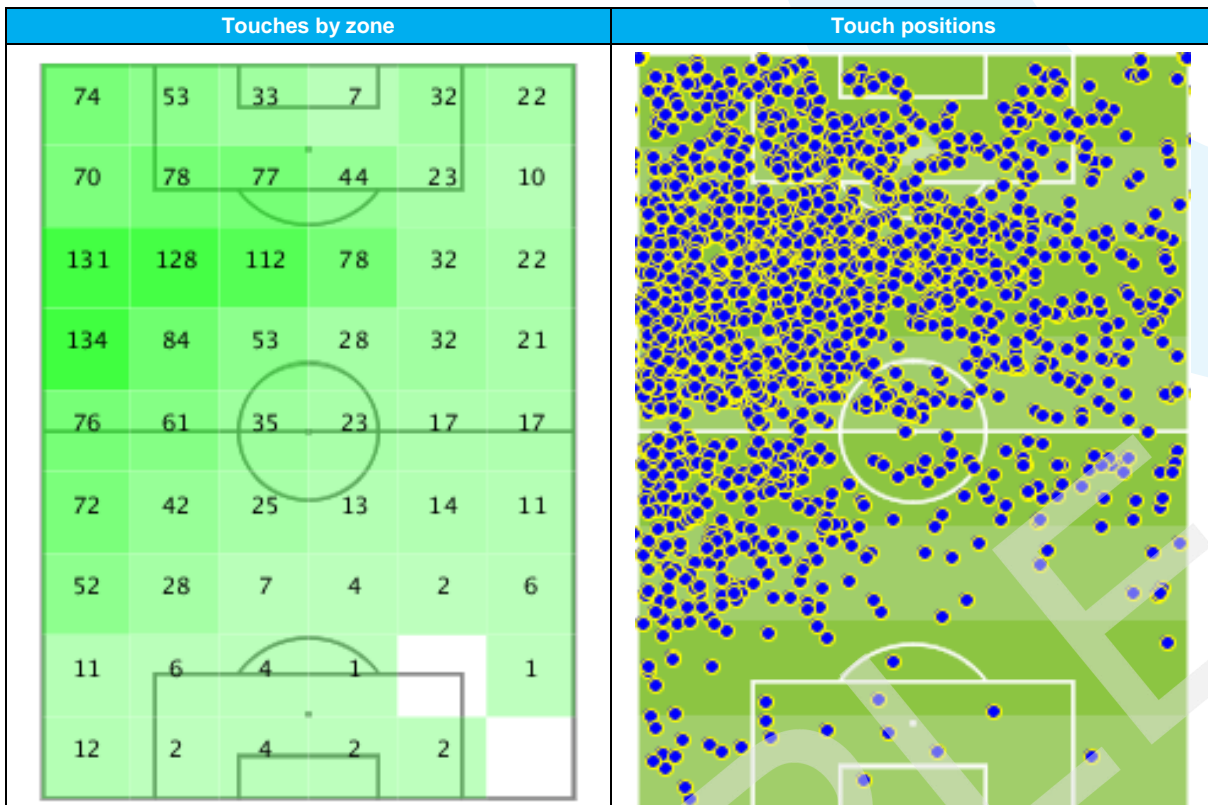 Touches by zone
Touch positions
74 53 33 7 32 22
70 78 77 44 23 10
131 128 112 78 32 22
134 84 53 28 32 21
76 61 35 23 17 17
72 42 25 13 14 11
52 28 7 4 2 6
11 6 4 1 1
12 2 4 2 2